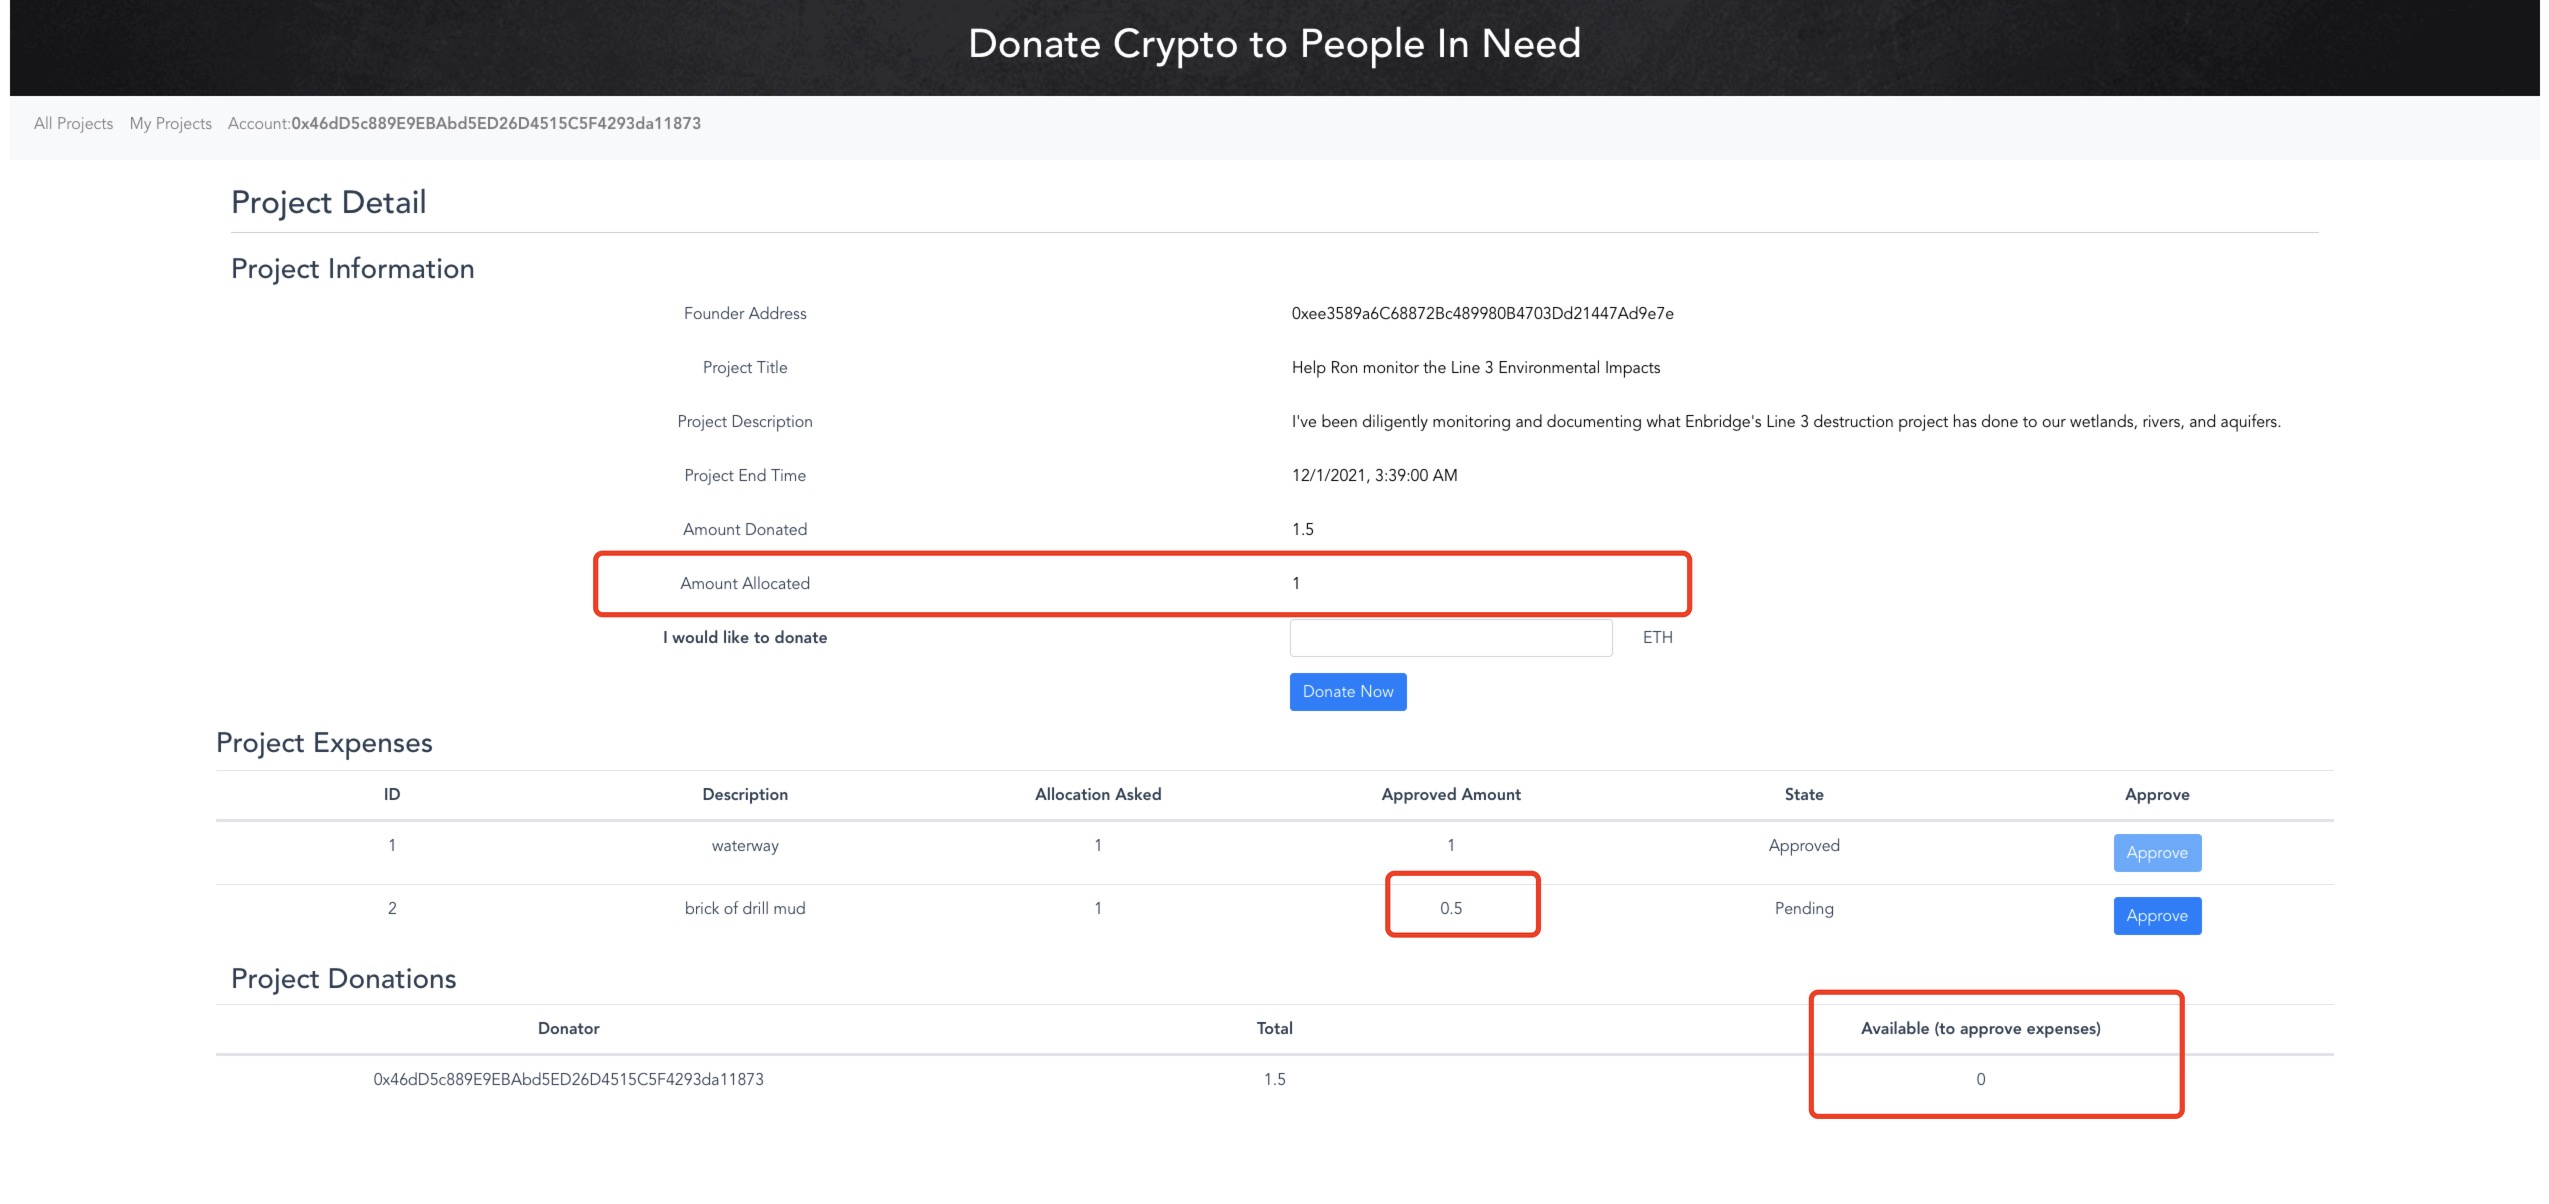 Donate Crypto to People In Need
All Projects My Projects Account:0x46dD5c889E9EBAbd5ED26D4515C5F4293da11873
Project Detail
Project Information
Founder Address 0xee3589a6C68872Bc489980B4703Dd21447Ad9e7e
Project Title Help Ron monitor the Line 3 Environmental Impacts
Project Description I've been diligently monitoring and documenting what Enbridge's Line 3 destruction project has done to our wetlands, rivers, and aquifers.
Project End Time 12/1/2021, 3:39:00 AM
Amount Donated 1.5
Amount Allocated 1
I would like to donate ETH
Donate Now
Project Expenses
ID Description Allocation Asked Approved Amount State Approve
1 waterway 1 1 Approved Approve
2 brick of drill mud 1 0.5 Pending Approve
Project Donations
Donator Total Available (to approve expenses)
0x46dD5c889E9EBAbd5ED26D4515C5F4293da11873 1.5 0